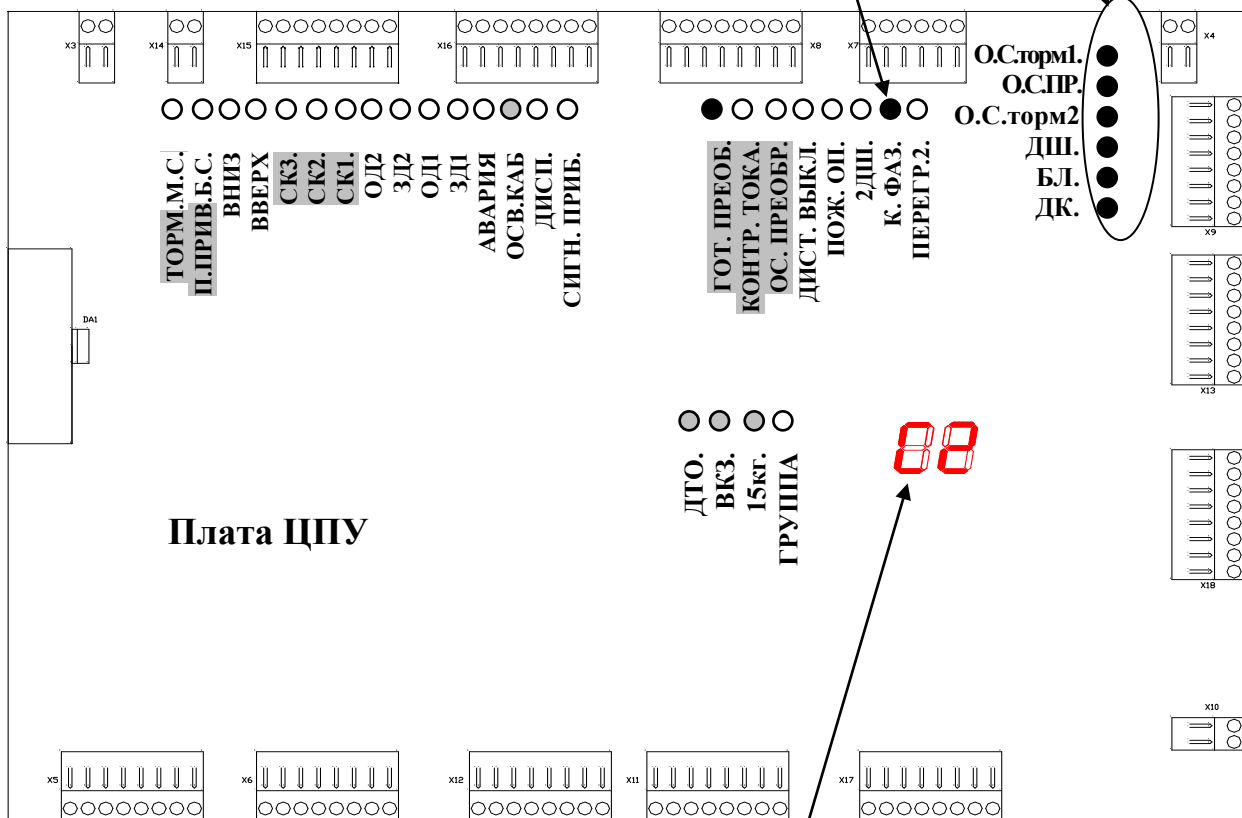 X3
X14
X15
X16
X8
X7
X4
О.С.торм1.
О.С.ПР.
О.С.торм2
ДШ.
БЛ.
ДК.
ТОРМ.М.С.
П.ПРИВ.Б.С.
ВНИЗ
ВВЕРХ
СК3.
СК2.
СК1.
ОД2
ЗД2
ОД1
ЗД1
АВАРИЯ
ОСВ.КАБ
ДИСП.
СИГН. ПРИБ.
ГОТ. ПРЕОБ.
КОНТР. ТОКА.
ОС. ПРЕОБР.
ДИСТ. ВЫКЛ.
ПОЖ. ОП.
2ДШ.
К. ФАЗ.
ПЕРЕГР.2.
X9
DA1
X13
ДТО.
ВКЗ.
15кг.
ГРУППА
C2
Плата ЦПУ
X18
X10
X5
X6
X12
X11
X17